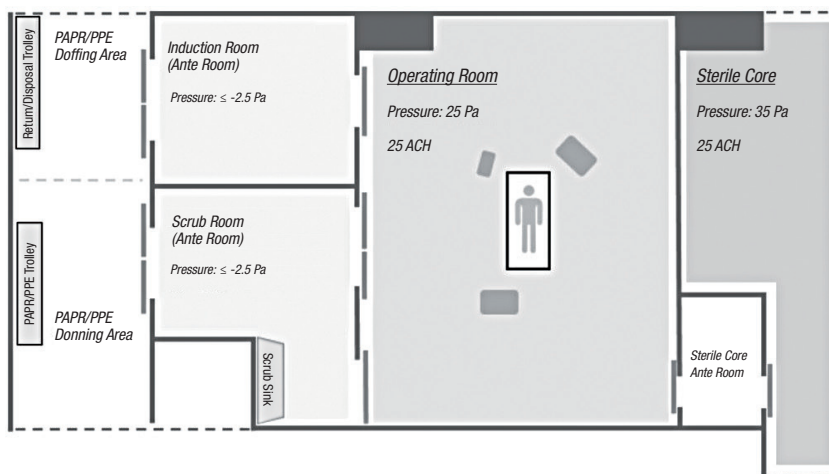 Return/Disposal Trolley
PAPR/PPE
Doffing Area
Induction Room
(Ante Room)
Pressure: ≤ -2.5 Pa
Operating Room
Pressure: 25 Pa
25 ACH
Sterile Core
Pressure: 35 Pa
25 ACH
PAPR/PPE Trolley
PAPR/PPE
Donning Area
Scrub Room
(Ante Room)
Pressure: ≤ -2.5 Pa
Scrub Sink
Sterile Core
Ante Room